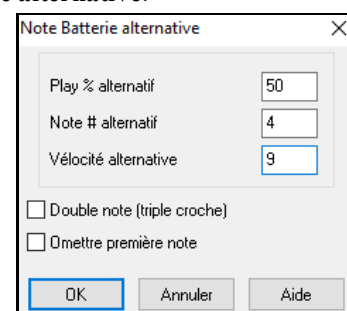 e alternative.
Note Batterie alternative
Play % alternatif 50
Note # alternatif 4
Vélocité alternative 9
Double note (triple croche)
Omettre première note
OK Annuler Aide